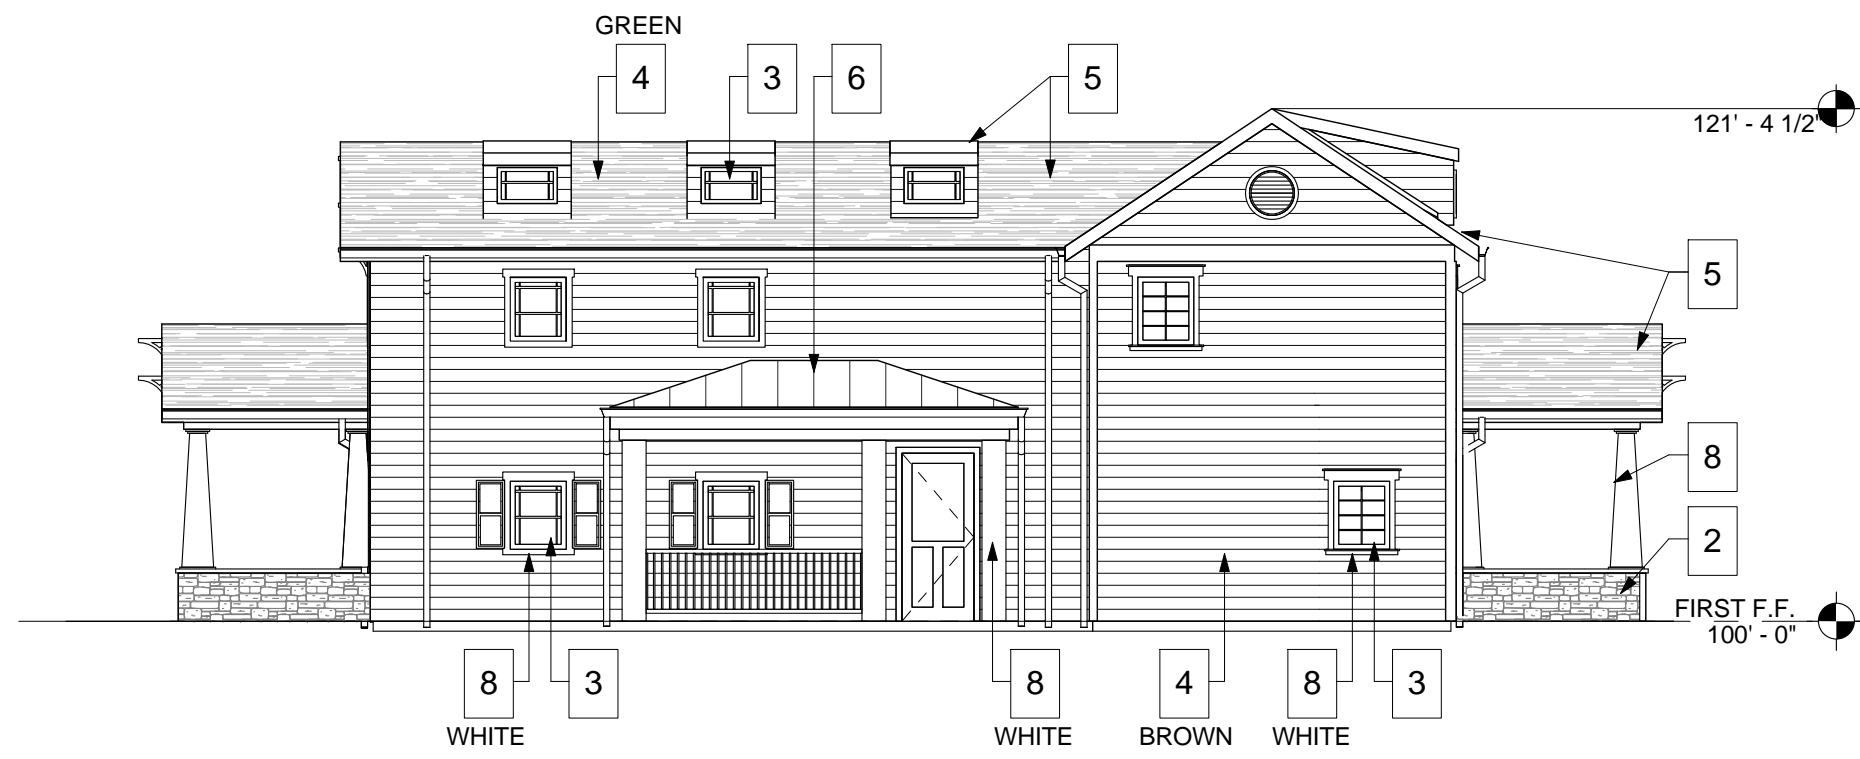 GREEN
4
3
6
5
121' - 4 1/2"
5
8
2
FIRST F.F.
100' - 0"
8
3
8
4
8
3
WHITE
WHITE
BROWN
WHITE